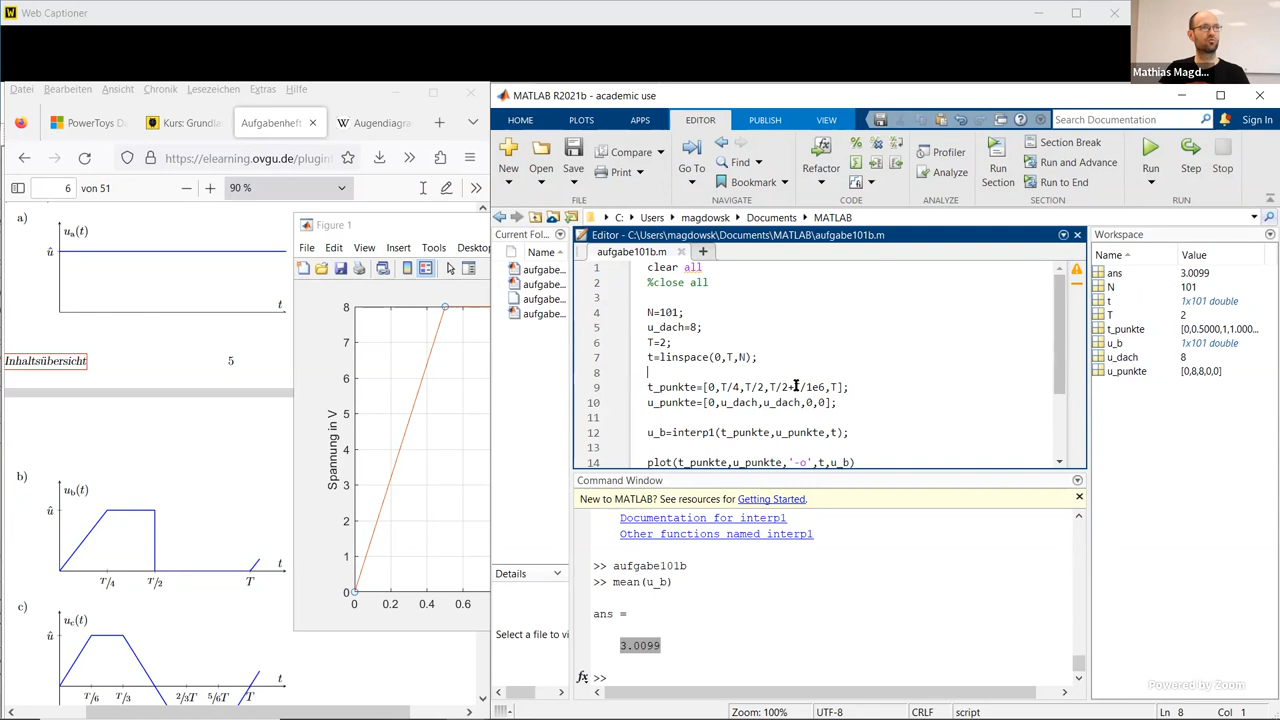 Web Captioner
Mathias Magd...
Datei Bearbeiten Ansicht Chronik Lesezeichen Extras Hilfe
PowerToys Da
Kurs: Grundla
Aufgabenheft
Augendiagra
https://elearning.ovgu.de/plugin
6 von 51
90 %
a)
ua(t)
û
t
Inhaltsübersicht
5
b)
ub(t)
û
t
T/4
T/2
T
c)
uc(t)
û
t
T/6
T/3
2/3T
5/6T
T
Figure 1
File Edit View Insert Tools Desktop
Spannung in V
8
7
6
5
4
3
2
1
0
0 0.2 0.4 0.6
MATLAB R2021b - academic use
HOME PLOTS APPS EDITOR PUBLISH VIEW
Search Documentation
Sign In
New
Open
Save
Compare
Print
FILE
Go To
Find
Bookmark
NAVIGATE
Refactor
CODE
Profiler
Analyze
ANALYZE
Run Section
Section Break
Run and Advance
Run to End
SECTION
Run
Step
Stop
RUN
C: Users magdowsk Documents MATLAB
Current Fol...
Name
aufgabe...
aufgabe...
aufgabe...
aufgabe...
Details
Select a file to vi
Editor - C:\Users\magdowsk\Documents\MATLAB\aufgabe101b.m
aufgabe101b.m
1 clear all
2 %close all
3
4 N=101;
5 u_dach=8;
6 T=2;
7 t=linspace(0,T,N);
8
9 t_punkte=[0,T/4,T/2,T/2+ /1e6,T];
10 u_punkte=[0,u_dach,u_dach,0,0];
11
12 u_b=interp1(t_punkte,u_punkte,t);
13
14 plot(t_punkte,u_punkte,'-o',t,u_b)
Command Window
New to MATLAB? See resources for Getting Started.
Documentation for interp1
Other functions named interp1
>> aufgabe101b
>> mean(u_b)
ans =
3.0099
fx >>
Workspace
Name Value
ans 3.0099
N 101
t 1x101 double
T 2
t_punkte [0,0.5000,1,1.000...
u_b 1x101 double
u_dach 8
u_punkte [0,8,8,0,0]
Powered by Zoom
Zoom: 100% UTF-8 CRLF script Ln 8 Col 1